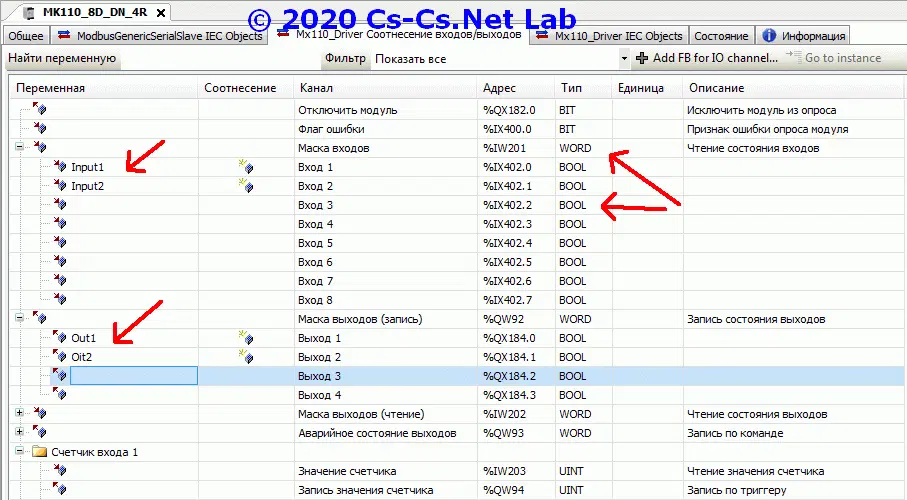 MK110_8D_DN_4R
© 2020 Cs-Cs.Net Lab
Общее ModbusGenericSerialSlave IEC Objects Mx110_Driver Соотнесение входов/выходов Mx110_Driver IEC Objects Состояние Информация
Найти переменную Фильтр Показать все Add FB for IO channel... Go to instance
Переменная Соотнесение Канал Адрес Тип Единица Описание
Отключить модуль %QX182.0 BIT Исключить модуль из опроса
Флаг ошибки %IX400.0 BIT Признак ошибки опроса модуля
Маска входов %IW201 WORD Чтение состояния входов
Input1 Вход 1 %IX402.0 BOOL
Input2 Вход 2 %IX402.1 BOOL
Вход 3 %IX402.2 BOOL
Вход 4 %IX402.3 BOOL
Вход 5 %IX402.4 BOOL
Вход 6 %IX402.5 BOOL
Вход 7 %IX402.6 BOOL
Вход 8 %IX402.7 BOOL
Маска выходов (запись) %QW92 WORD Запись состояния выходов
Out1 Выход 1 %QX184.0 BOOL
Oit2 Выход 2 %QX184.1 BOOL
Выход 3 %QX184.2 BOOL
Выход 4 %QX184.3 BOOL
Маска выходов (чтение) %IW202 WORD Чтение состояния выходов
Аварийное состояние выходов %QW93 WORD Запись по команде
Счетчик входа 1
Значение счетчика %IW203 UINT Чтение значения счетчика
Запись значения счетчика %QW94 UINT Запись по триггеру